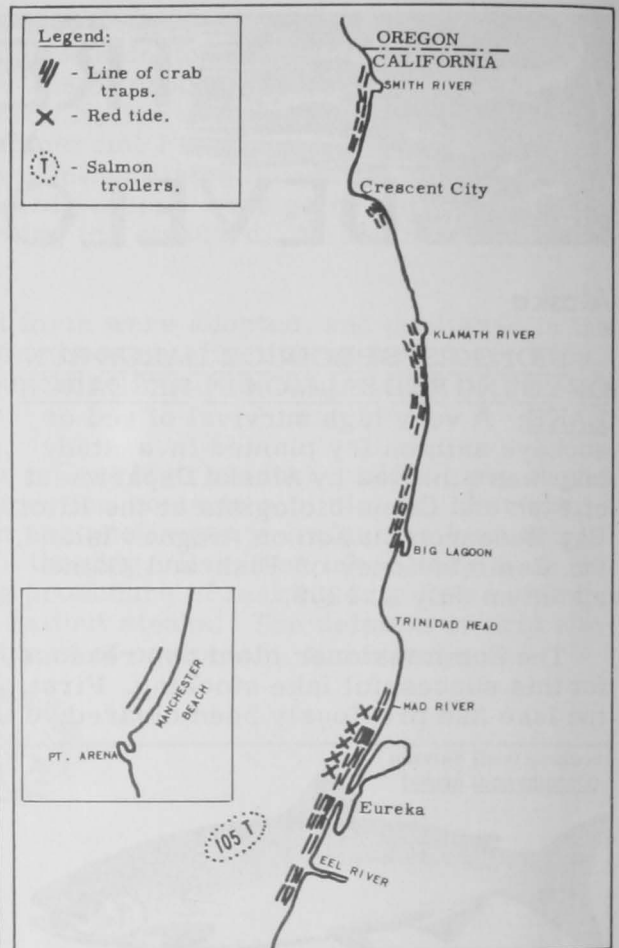 Legend:
- Line of crab
traps.
- Red tide.
T - Salmon
trollers.
OREGON
CALIFORNIA
SMITH RIVER
Crescent City
KLAMATH RIVER
BIG LAGOON
TRINIDAD HEAD
MAD RIVER
Eureka
105 T
EEL RIVER
MANCHESTER
BEACH
PT. ARENA